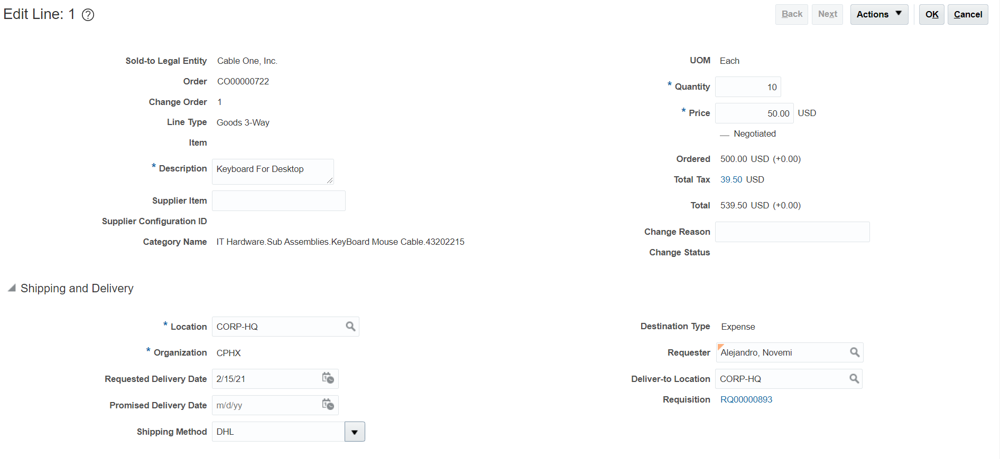 Edit Line: 1 ?
Back Next Actions OK Cancel
Sold-to Legal Entity Cable One, Inc.
Order CO00000722
Change Order 1
Line Type Goods 3-Way
Item
* Description Keyboard For Desktop
Supplier Item
Supplier Configuration ID
Category Name IT Hardware.Sub Assemblies.KeyBoard Mouse Cable.43202215
UOM Each
* Quantity 10
* Price 50.00 USD
— Negotiated
Ordered 500.00 USD (+0.00)
Total Tax 39.50 USD
Total 539.50 USD (+0.00)
Change Reason
Change Status
Shipping and Delivery
* Location CORP-HQ
* Organization CPHX
Requested Delivery Date 2/15/21
Promised Delivery Date m/d/yy
Shipping Method DHL
Destination Type Expense
Requester Alejandro, Novemi
Deliver-to Location CORP-HQ
Requisition RQ00000893